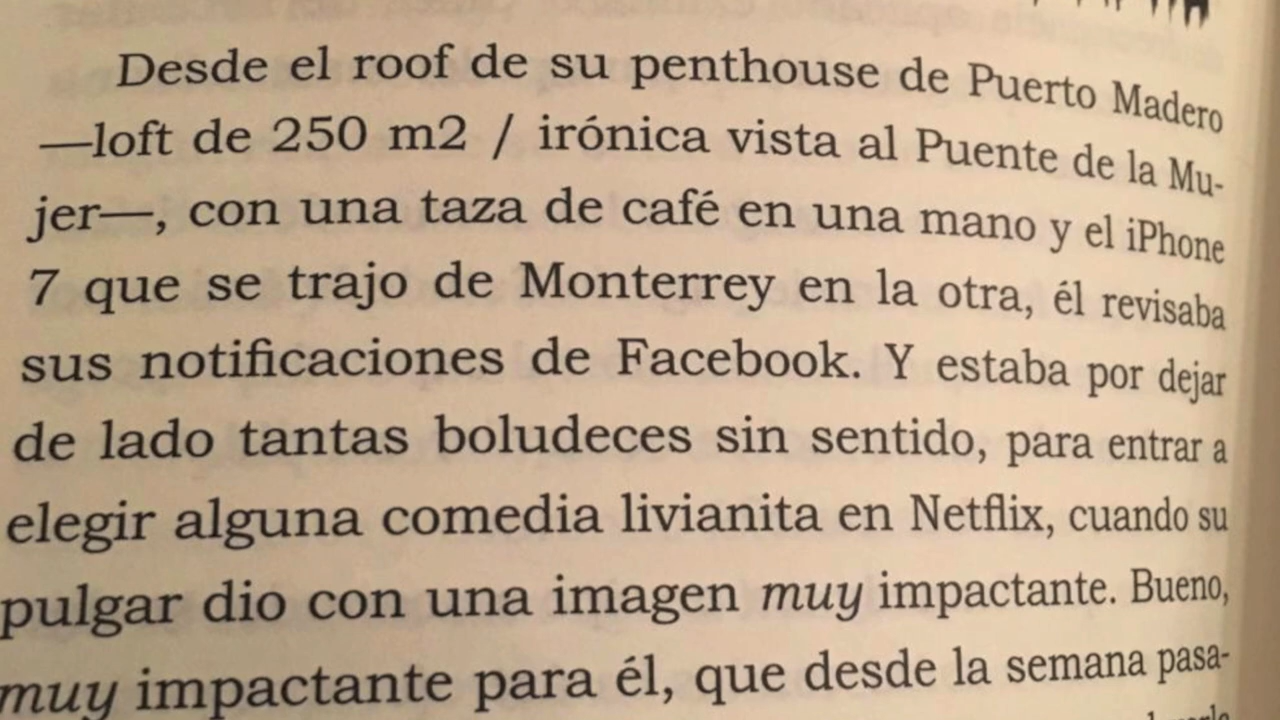 Desde el roof de su penthouse de Puerto Madero
—loft de 250 m2 / irónica vista al Puente de la Mu-
jer—, con una taza de café en una mano y el iPhone
7 que se trajo de Monterrey en la otra, él revisaba
sus notificaciones de Facebook. Y estaba por dejar
de lado tantas boludeces sin sentido, para entrar a
elegir alguna comedia livianita en Netflix, cuando su
pulgar dio con una imagen muy impactante. Bueno,
muy impactante para él, que desde la semana pasa-